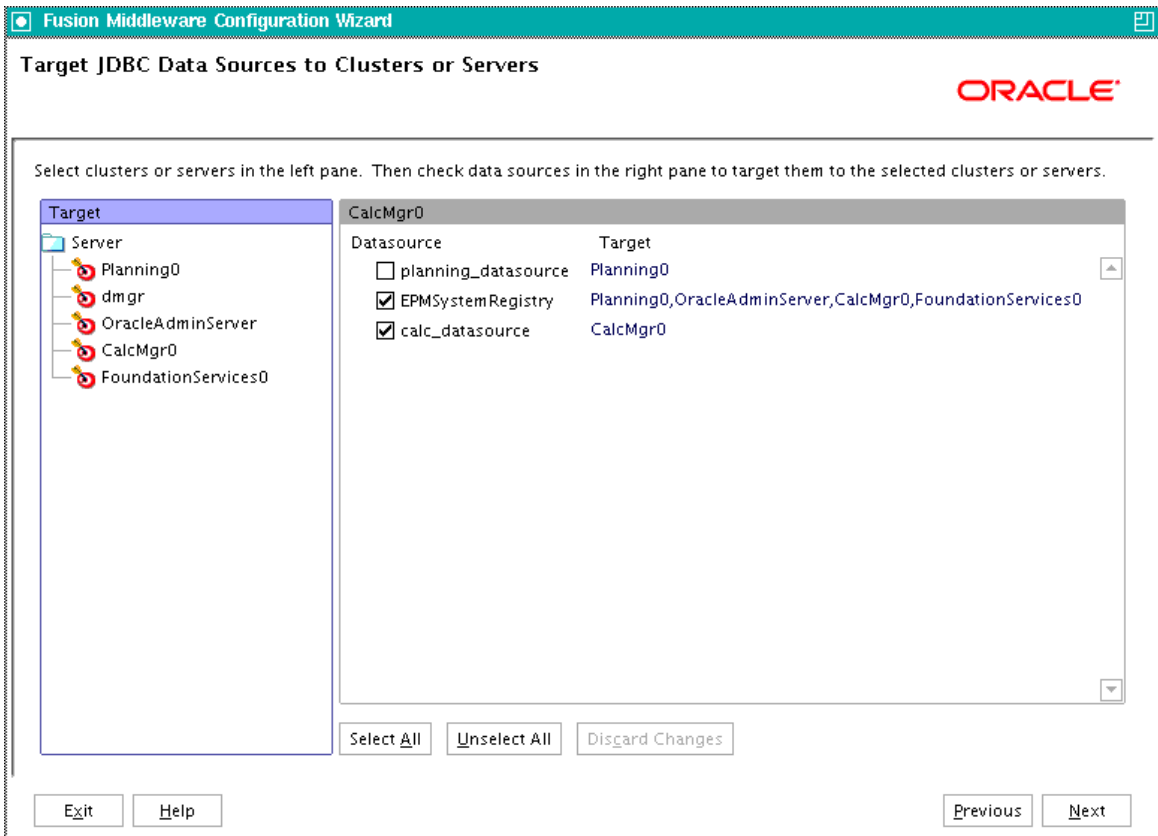 Fusion Middleware Configuration Wizard
Target JDBC Data Sources to Clusters or Servers
ORACLE
Select clusters or servers in the left pane. Then check data sources in the right pane to target them to the selected clusters or servers.
Target
Server
Planning0
dmgr
OracleAdminServer
CalcMgr0
FoundationServices0
CalcMgr0
Datasource Target
planning_datasource Planning0
EPMSystemRegistry Planning0,OracleAdminServer,CalcMgr0,FoundationServices0
calc_datasource CalcMgr0
Select All Unselect All Discard Changes
Exit Help Previous Next